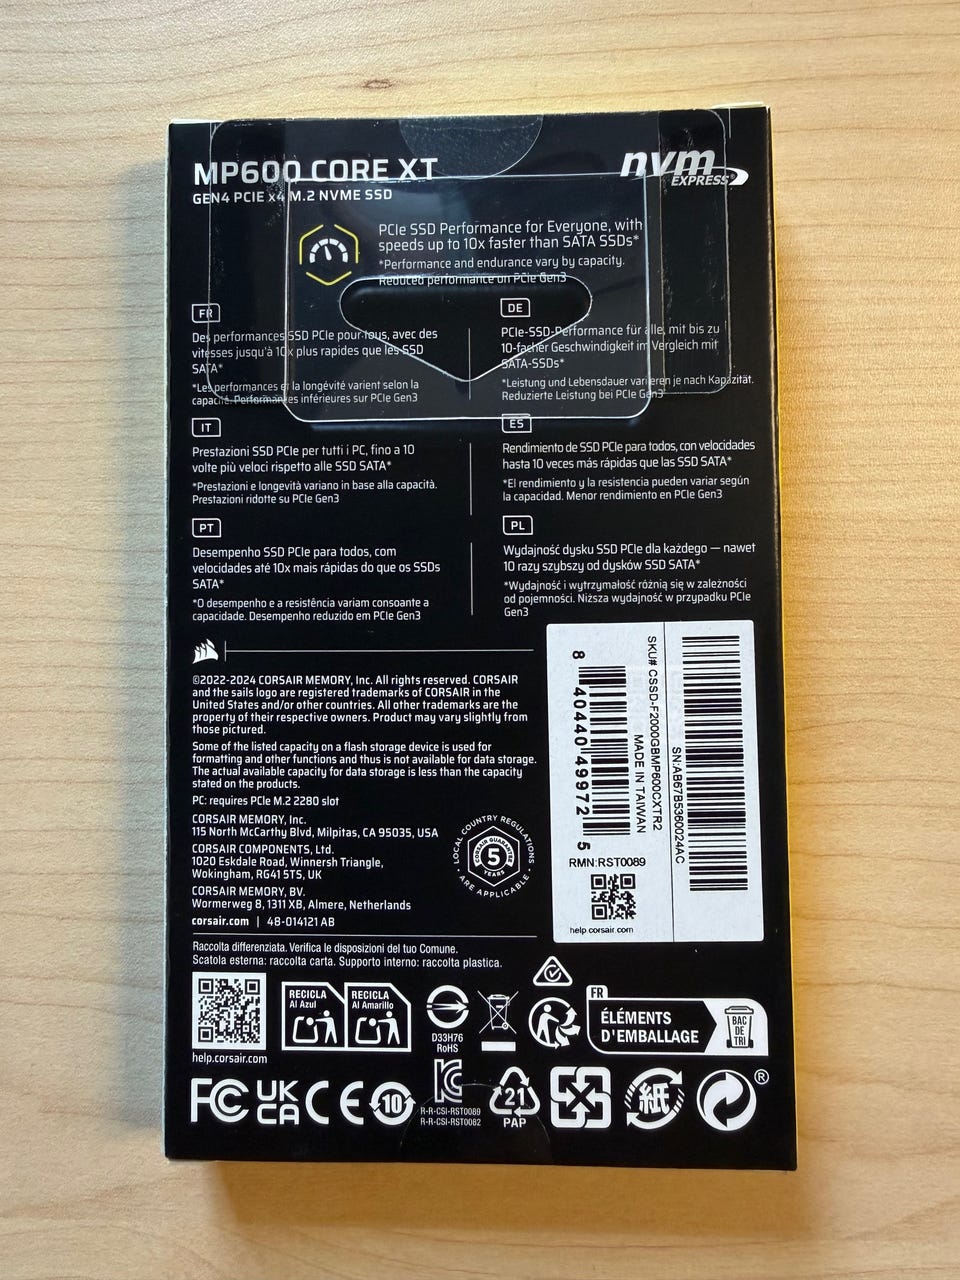 MP600 CORE XT
GEN4 PCIE x4 M.2 NVME SSD
nvm
EXPRESS®
PCIe SSD Performance for Everyone, with
speeds up to 10x faster than SATA SSDs*
*Performance and endurance vary by capacity.
Reduced performance on PCIe Gen3
FR
Des performances SSD PCIe pour tous, avec des
vitesses jusqu'à 10x plus rapides que les SSD
SATA*
*Les performances et la longévité varient selon la
capacité. Performances inférieures sur PCIe Gen3
DE
PCIe-SSD-Performance für alle, mit bis zu
10-facher Geschwindigkeit im Vergleich mit
SATA-SSDs*
*Leistung und Lebensdauer variieren je nach Kapazität.
Reduzierte Leistung bei PCIe Gen3
IT
Prestazioni SSD PCIe per tutti i PC, fino a 10
volte più veloci rispetto alle SSD SATA*
*Prestazioni e longevità variano in base alla capacità.
Prestazioni ridotte su PCIe Gen3
ES
Rendimiento de SSD PCIe para todos, con velocidades
hasta 10 veces más rápidas que las SSD SATA*
*El rendimiento y la resistencia pueden variar según
la capacidad. Menor rendimiento en PCIe Gen3
PT
Desempenho SSD PCIe para todos, com
velocidades até 10x mais rápidas do que os SSDs
SATA*
*O desempenho e a resistência variam consoante a
capacidade. Desempenho reduzido em PCIe Gen3
PL
Wydajność dysku SSD PCIe dla każdego — nawet
10 razy szybszy od dysków SSD SATA*
*Wydajność i wytrzymałość różnią się w zależności
od pojemności. Niższa wydajność w przypadku PCIe
Gen3
©2022-2024 CORSAIR MEMORY, Inc. All rights reserved. CORSAIR
and the sails logo are registered trademarks of CORSAIR in the
United States and/or other countries. All other trademarks are the
property of their respective owners. Product may vary slightly from
those pictured.
Some of the listed capacity on a flash storage device is used for
formatting and other functions and thus is not available for data storage.
The actual available capacity for data storage is less than the capacity
stated on the products.
PC: requires PCIe M.2 2280 slot
CORSAIR MEMORY, Inc.
115 North McCarthy Blvd, Milpitas, CA 95035, USA
CORSAIR COMPONENTS, Ltd.
1020 Eskdale Road, Winnersh Triangle,
Wokingham, RG41 5TS, UK
CORSAIR MEMORY, BV.
Wormerweg 8, 1311 XB, Almere, Netherlands
corsair.com | 48-014121 AB
LOCAL COUNTRY REGULATIONS
CORSAIR GUARANTEE
5
YEARS
• ARE APPLICABLE •
SN:AB67B5360024AC
SKU# CSSD-F2000GBMP600CXTR2
MADE IN TAIWAN
8 40440 49972 5
RMN:RST0089
help.corsair.com
Raccolta differenziata. Verifica le disposizioni del tuo Comune.
Scatola esterna: raccolta carta. Supporto interno: raccolta plastica.
help.corsair.com
RECICLA
Al Azul
RECICLA
Al Amarillo
D33H76
RoHS
FR
ÉLÉMENTS
D'EMBALLAGE
BAC
DE
TRI
FC
UK
CA
CE
10
R-R-CSI-RST0089
R-R-CSI-RST0082
21
PAP
紙
®